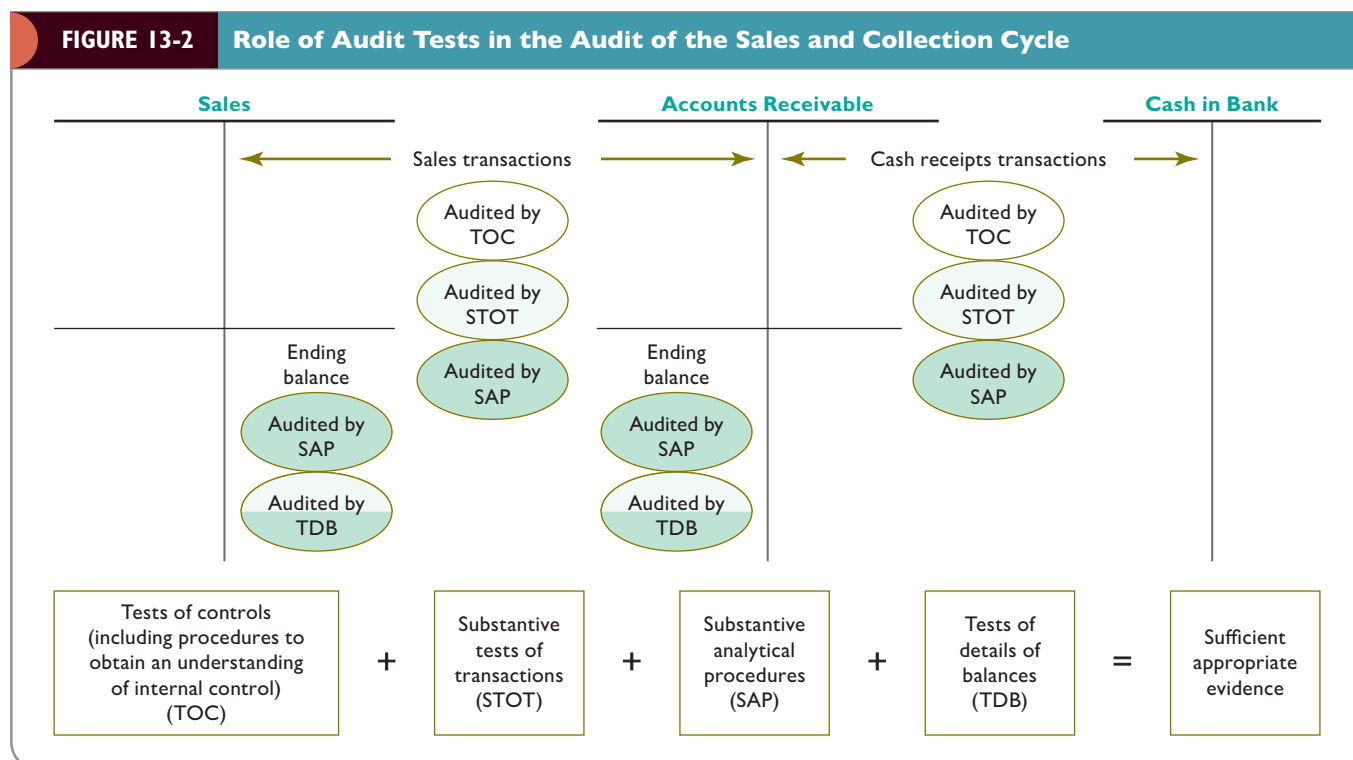 FIGURE 13-2 Role of Audit Tests in the Audit of the Sales and Collection Cycle
Sales
Accounts Receivable
Cash in Bank
Sales transactions
Cash receipts transactions
Audited by
TOC
Audited by
STOT
Audited by
SAP
Audited by
TOC
Audited by
STOT
Audited by
SAP
Ending
balance
Audited by
SAP
Audited by
TDB
Ending
balance
Audited by
SAP
Audited by
TDB
Tests of controls
(including procedures to
obtain an understanding
of internal control)
(TOC)
+
Substantive
tests of
transactions
(STOT)
+
Substantive
analytical
procedures
(SAP)
+
Tests of
details of
balances
(TDB)
=
Sufficient
appropriate
evidence